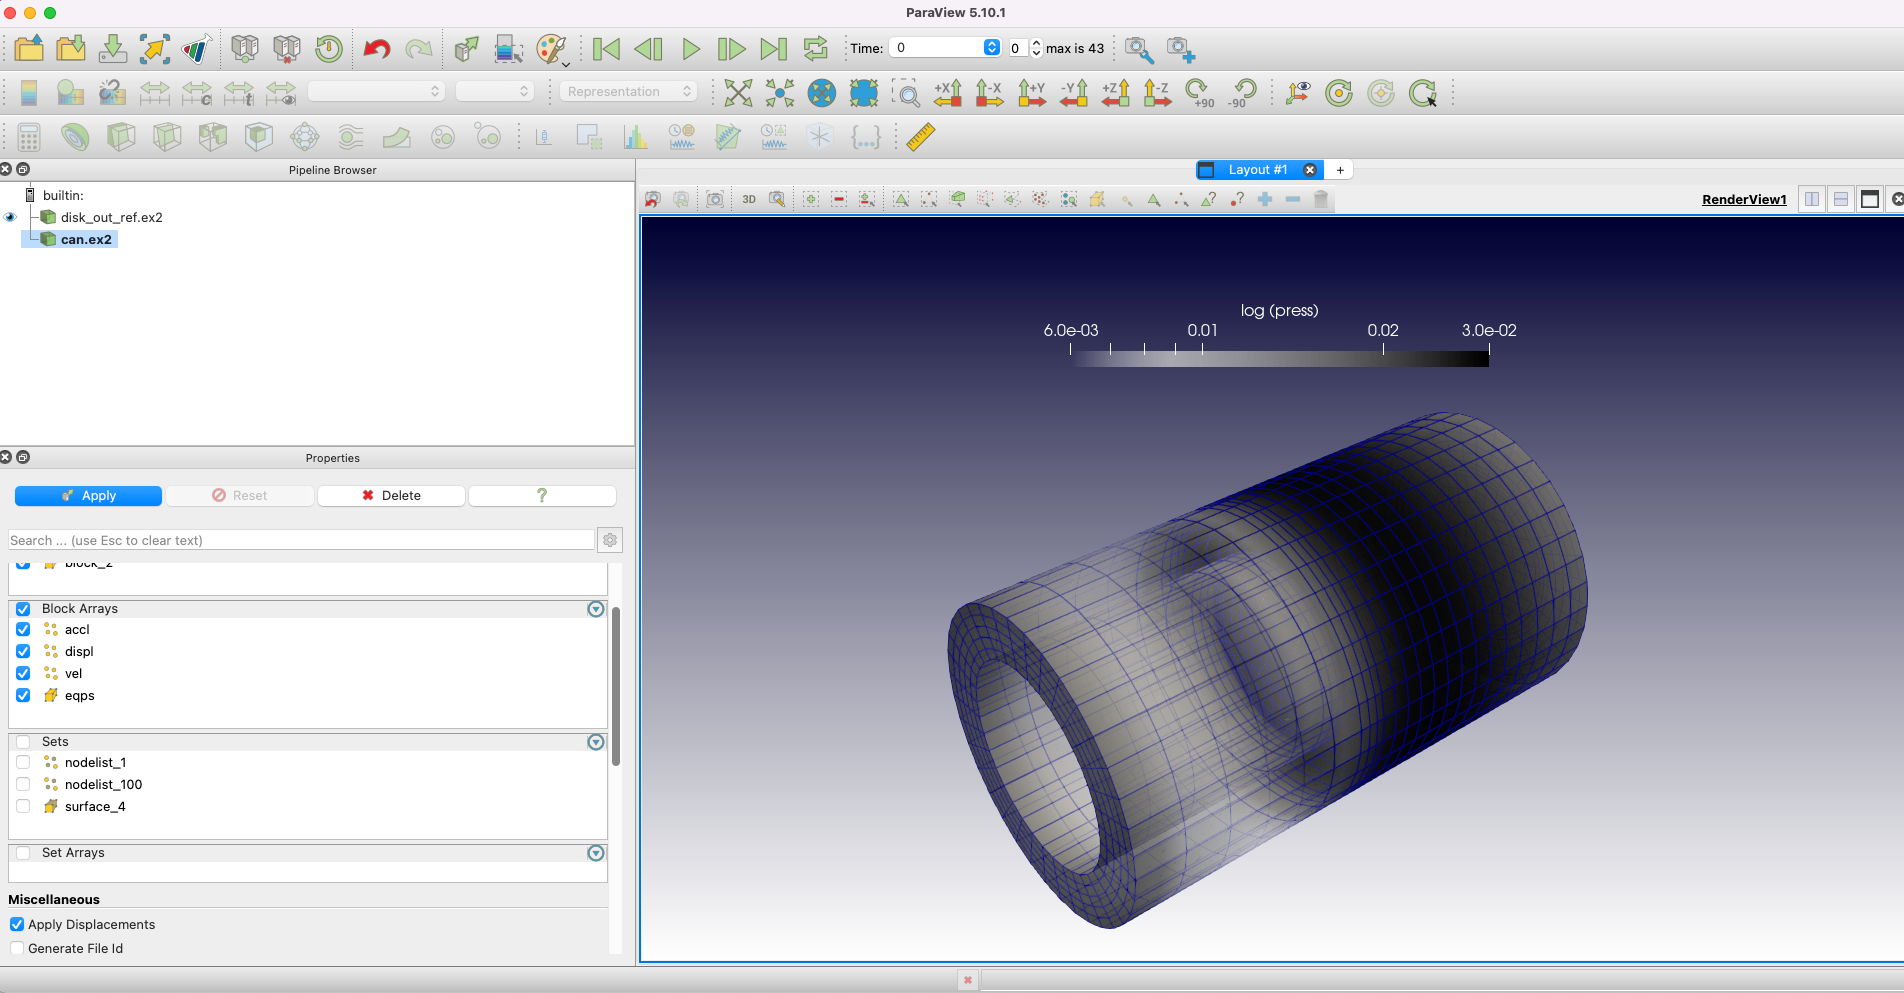 ParaView 5.10.1
Time: 0 0 max is 43
c t Representation +X -X +Y -Y +Z -Z +90 -90
Pipeline Browser
Layout #1 +
builtin:
3D RenderView1
disk_out_ref.ex2
can.ex2
log (press)
6.0e-03 0.01 0.02 3.0e-02
Properties
Apply Reset Delete ?
Search ... (use Esc to clear text)
block_2
Block Arrays
accl
displ
vel
eqps
Sets
nodelist_1
nodelist_100
surface_4
Set Arrays
Miscellaneous
Apply Displacements
Generate File Id